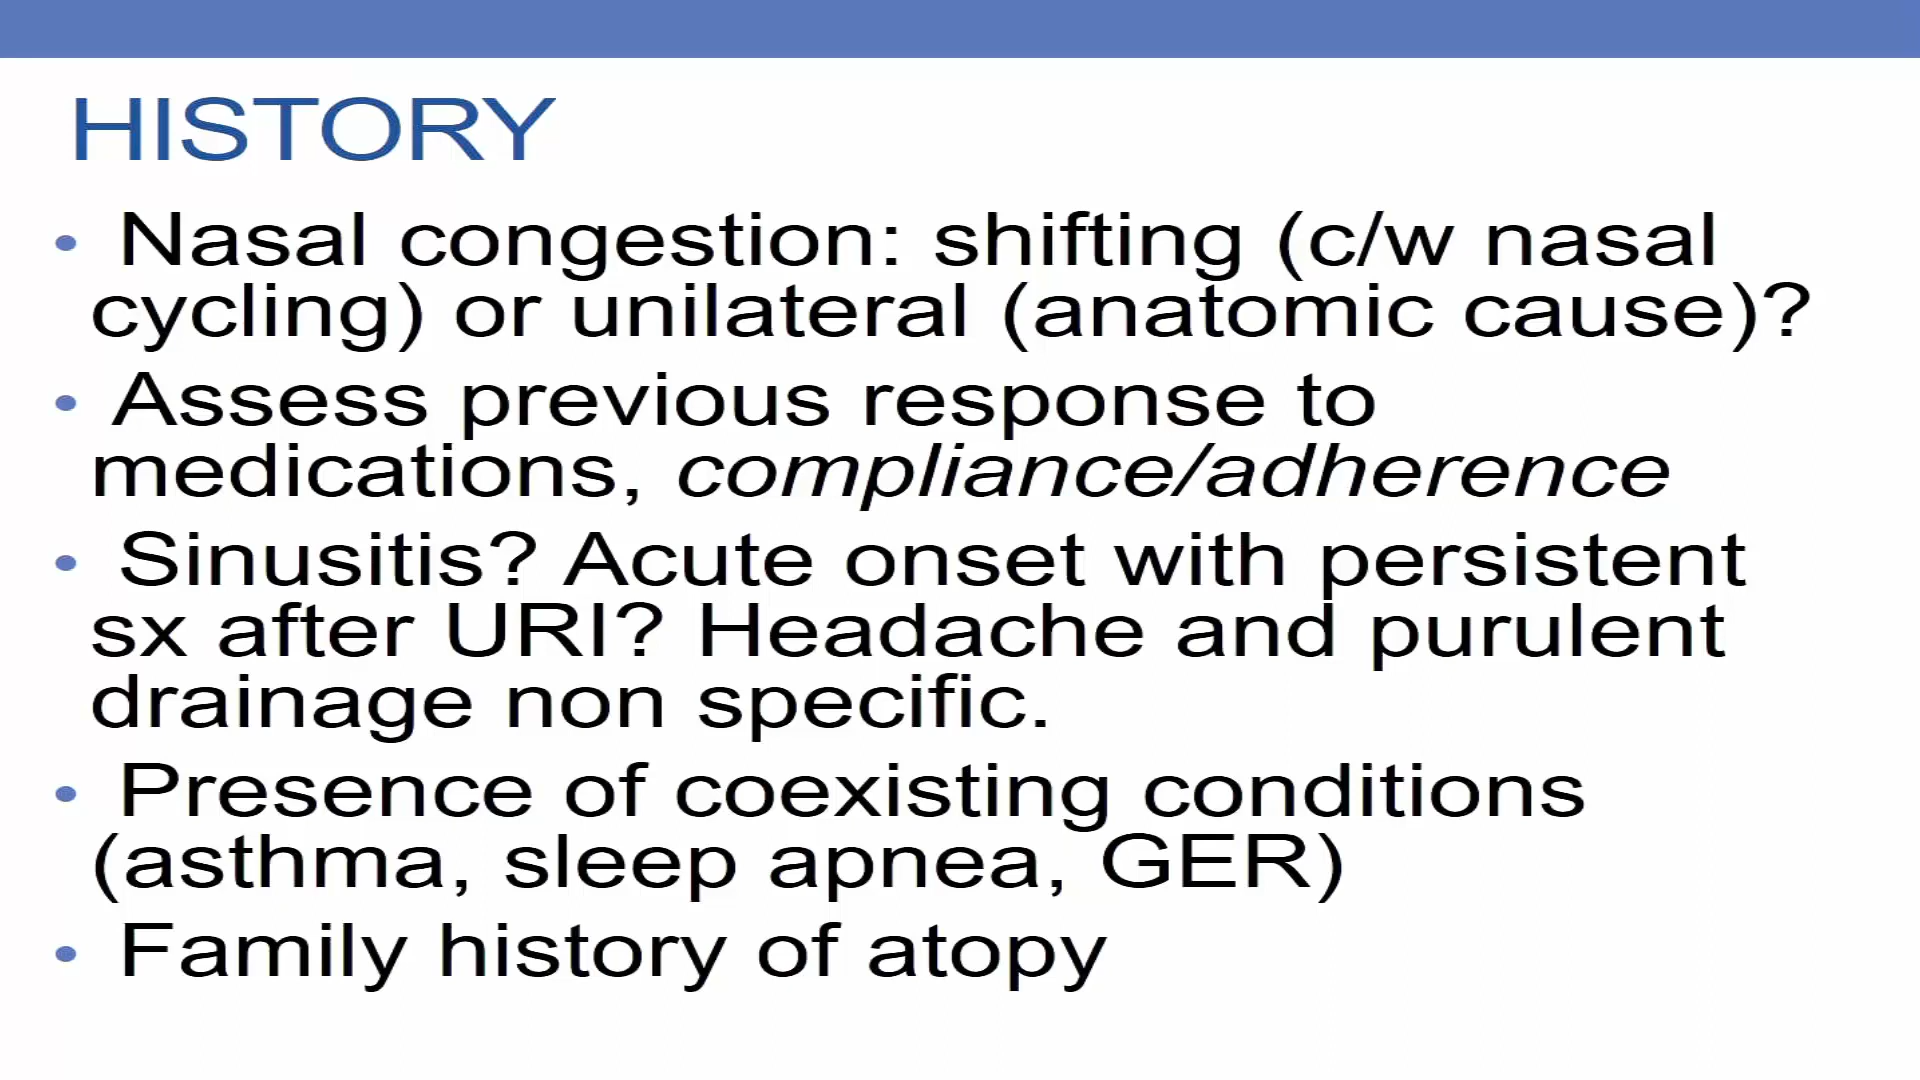 HISTORY
• Nasal congestion: shifting (c/w nasal
cycling) or unilateral (anatomic cause)?
• Assess previous response to
medications, compliance/adherence
• Sinusitis? Acute onset with persistent
sx after URI? Headache and purulent
drainage non specific.
• Presence of coexisting conditions
(asthma, sleep apnea, GER)
• Family history of atopy